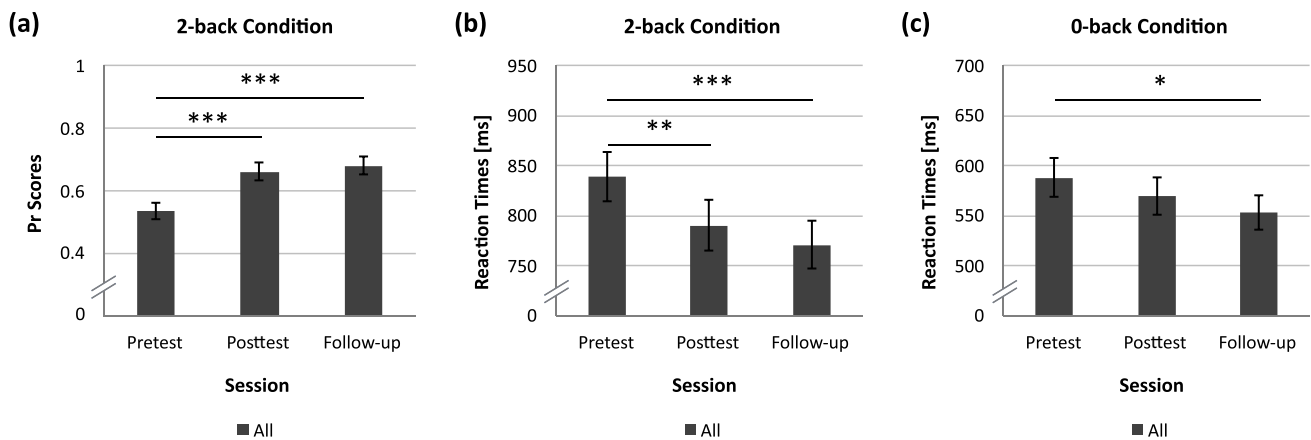 (a)
2-back Condition
Pr Scores
1
0.8
0.6
0.4
0
***
***
Pretest
Posttest
Follow-up
Session
All
(b)
2-back Condition
Reaction Times [ms]
950
900
850
800
750
0
***
**
Pretest
Posttest
Follow-up
Session
All
(c)
0-back Condition
Reaction Times [ms]
700
650
600
550
500
0
*
Pretest
Posttest
Follow-up
Session
All